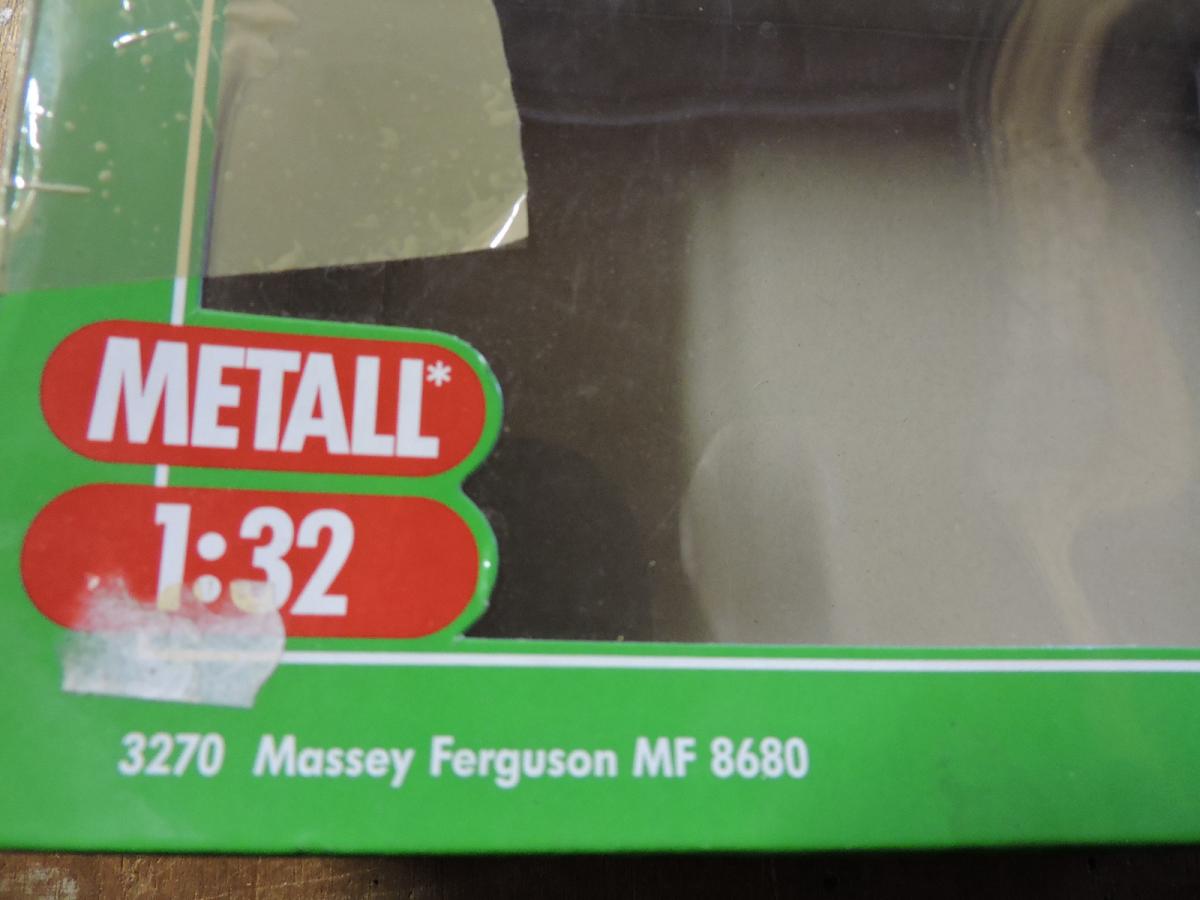 METALL*
1:32
3270 Massey Ferguson MF 8680